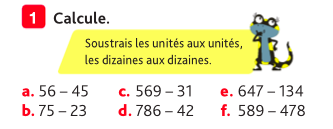 1 Calcule.
Soustrais les unités aux unités,
les dizaines aux dizaines.
a. 56 – 45 c. 569 – 31 e. 647 – 134
b. 75 – 23 d. 786 – 42 f. 589 – 478